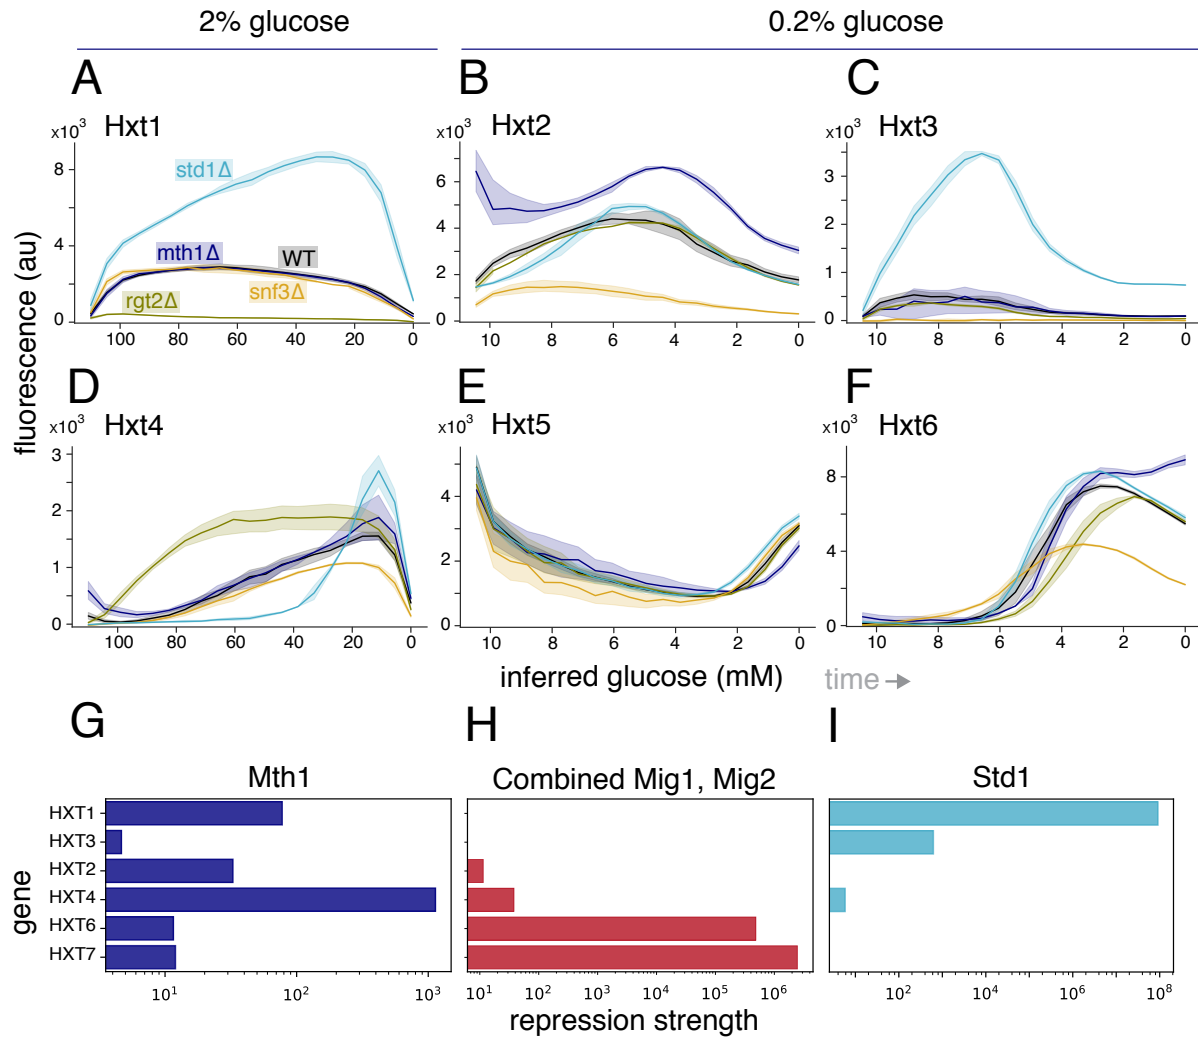 2% glucose
0.2% glucose
A
B
C
x10³ Hxt1
x10³ Hxt2
x10³ Hxt3
fluorescence (au)
8
4
0
std1Δ
mth1Δ
WT
rgt2Δ
snf3Δ
100 80 60 40 20 0
6
4
2
0
10 8 6 4 2 0
3
2
1
0
10 8 6 4 2 0
D
E
F
x10³ Hxt4
x10³ Hxt5
x10³ Hxt6
3
2
1
0
100 80 60 40 20 0
4
2
0
10 8 6 4 2 0
8
4
0
10 8 6 4 2 0
inferred glucose (mM)
time →
G
H
I
Mth1
Combined Mig1, Mig2
Std1
gene
HXT1
HXT3
HXT2
HXT4
HXT6
HXT7
10¹ 10² 10³
10¹ 10² 10³ 10⁴ 10⁵ 10⁶
10² 10⁴ 10⁶ 10⁸
repression strength